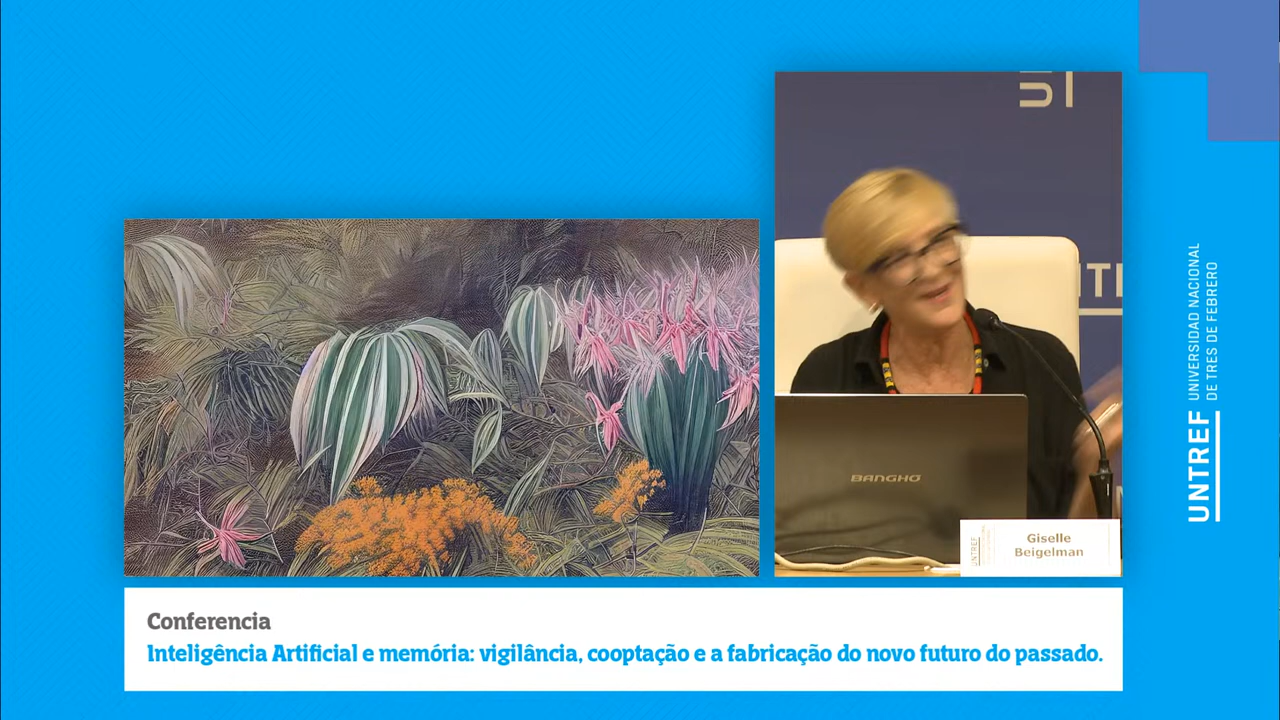 UNTREF
UNIVERSIDAD NACIONAL
DE TRES DE FEBRERO
BANGHO
UNTREF
Giselle
Beigelman
Conferencia
Inteligência Artificial e memória: vigilância, cooptação e a fabricação do novo futuro do passado.